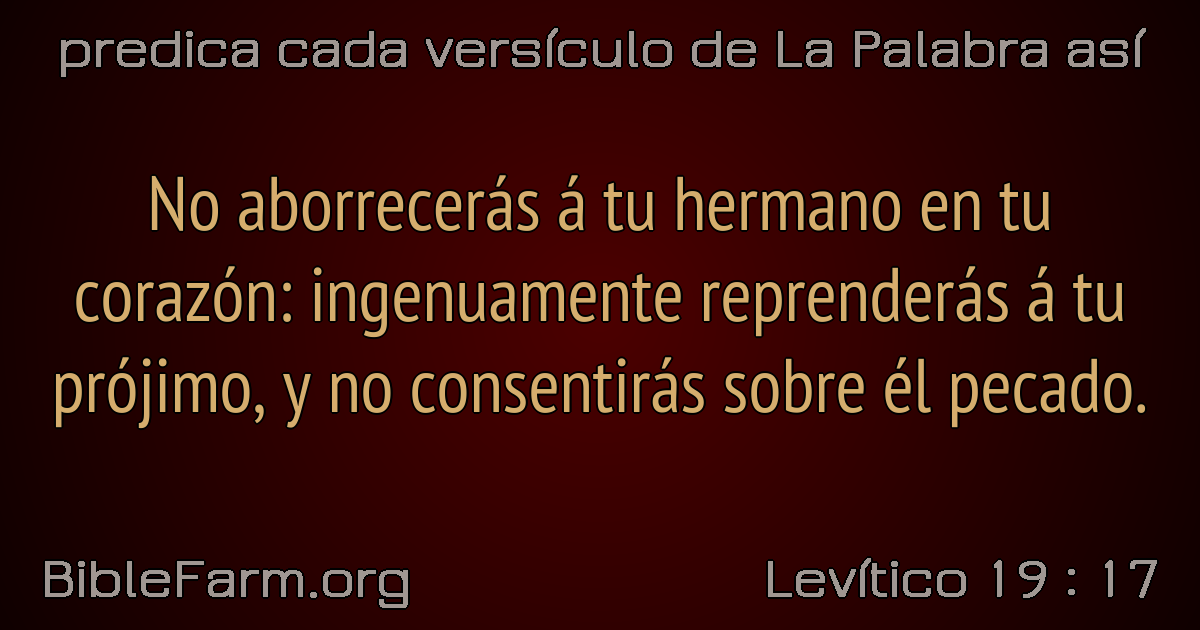 predica cada versículo de La Palabra así
No aborrecerás á tu hermano en tu
corazón: ingenuamente reprenderás á tu
prójimo, y no consentirás sobre él pecado.
BibleFarm.org
Levítico 19 : 17